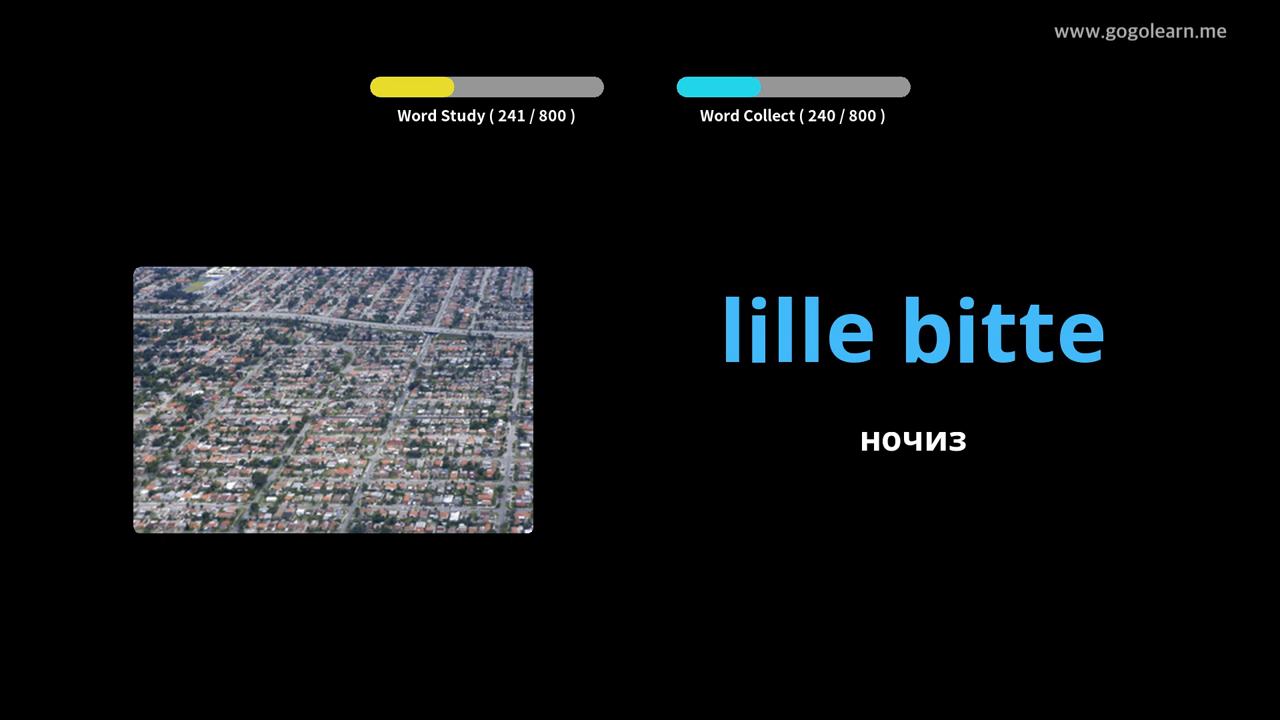 www.gogolearn.me
Word Study ( 241 / 800 )
Word Collect ( 240 / 800 )
lille bitte
ночиз